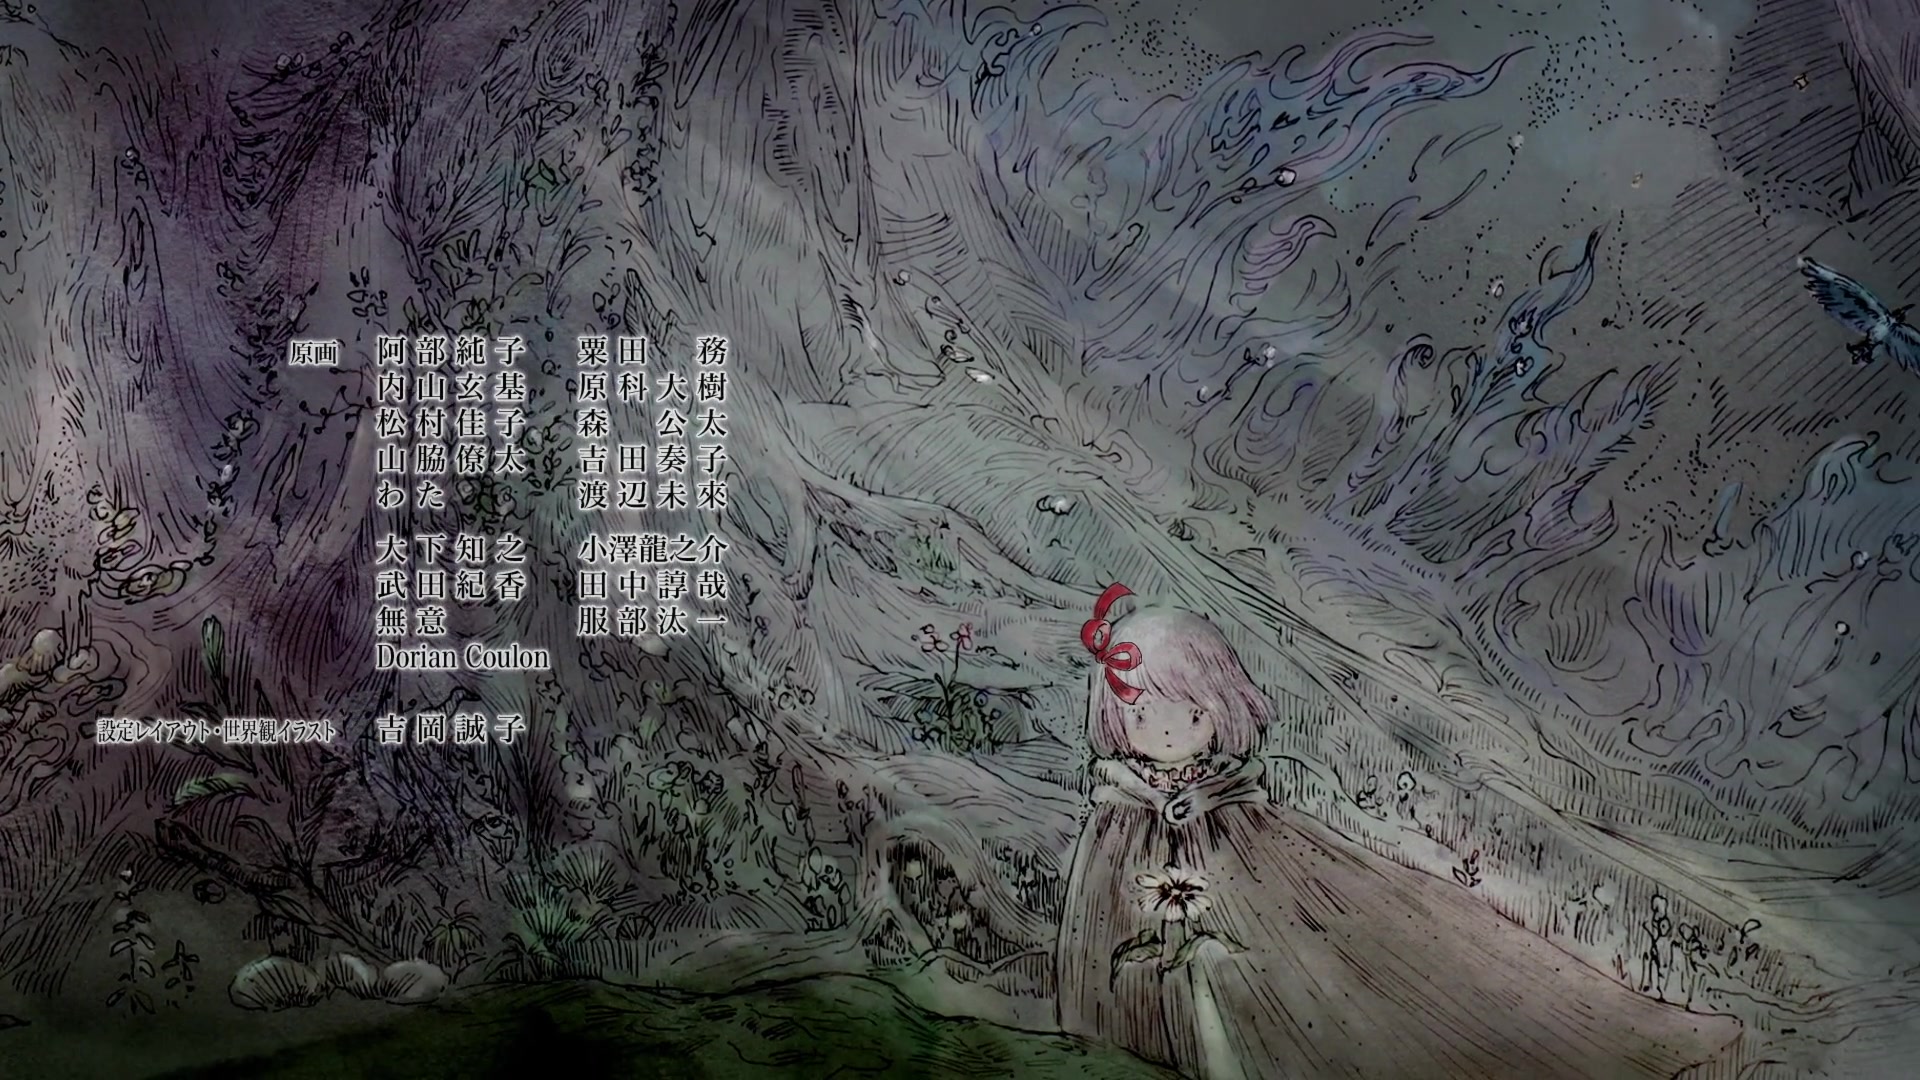 原画 阿部純子 粟田 務
内山玄基 原科大樹
松村佳子 森 公太
山脇僚太 吉田奏子
わた 渡辺未來
大下知之 小澤龍之介
武田紀香 田中諄哉
無意 服部汰一
Dorian Coulon
設定レイアウト・世界観イラスト 吉岡誠子